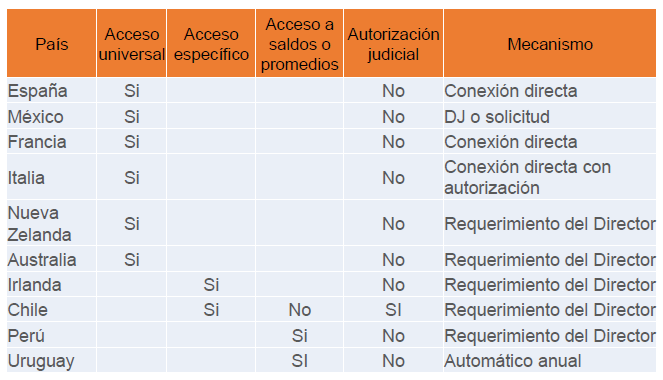 País Acceso universal Acceso específico Acceso a saldos o promedios Autorización judicial Mecanismo
España Si No Conexión directa
México Si No DJ o solicitud
Francia Si No Conexión directa
Italia Si No Conexión directa con autorización
Nueva Zelanda Si No Requerimiento del Director
Australia Si No Requerimiento del Director
Irlanda Si No Requerimiento del Director
Chile Si No SI Requerimiento del Director
Perú Si No Requerimiento del Director
Uruguay SI No Automático anual